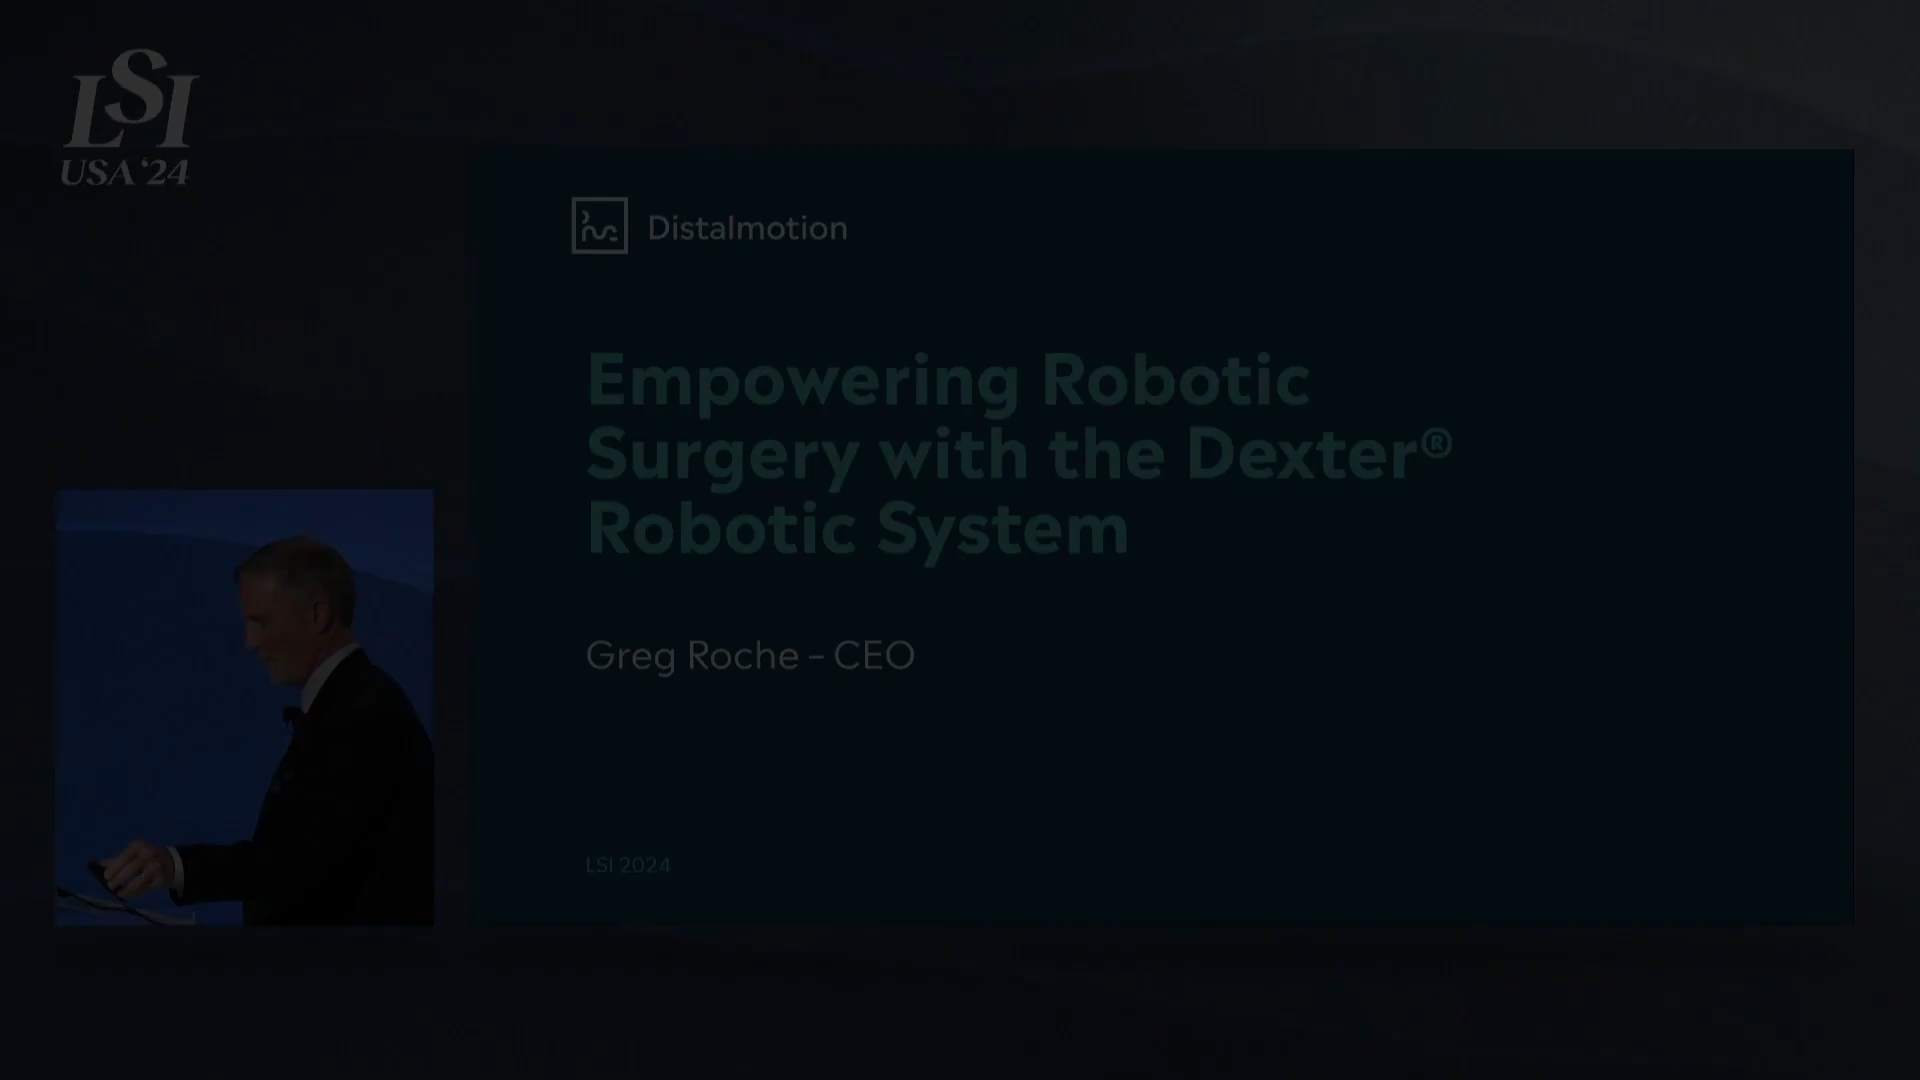 LSI
USA '24
Distalmotion
Empowering Robotic
Surgery with the Dexter®
Robotic System
Greg Roche – CEO
LSI 2024